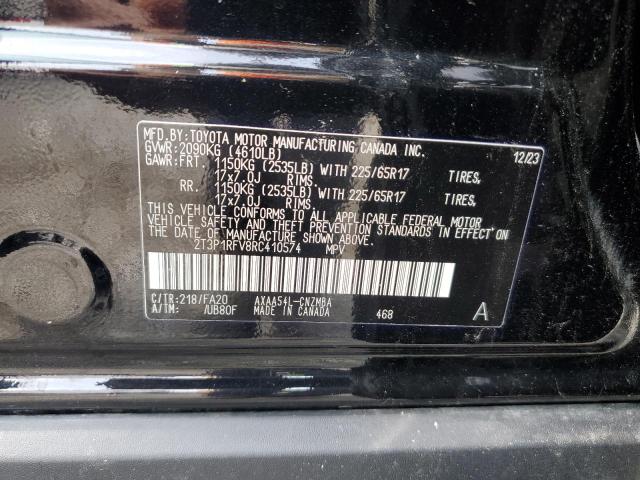 MFD.BY:TOYOTA MOTOR MANUFACTURING CANADA INC.
GVWR:2090KG (4610LB) 12/23
GAWR:FRT. 1150KG (2535LB) WITH 225/65R17 TIRES,
17x7.0J RIMS,
RR. 1150KG (2535LB) WITH 225/65R17 TIRES,
17x7.0J RIMS,
THIS VEHICLE CONFORMS TO ALL APPLICABLE FEDERAL MOTOR
VEHICLE SAFETY AND THEFT PREVENTION STANDARDS IN EFFECT ON
THE DATE OF MANUFACTURE SHOWN ABOVE.
2T3P1RFV8RC410574 MPV
C/TR:218/FA20 AXAA54L-CNZMBA
A/TM: /UB80F MADE IN CANADA 468 A